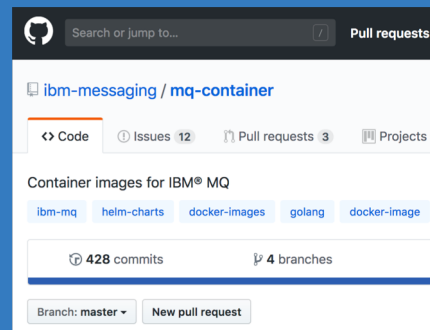 Search or jump to... / Pull requests
ibm-messaging / mq-container
<> Code Issues 12 Pull requests 3 Projects
Container images for IBM® MQ
ibm-mq helm-charts docker-images golang docker-image
428 commits 4 branches
Branch: master New pull request